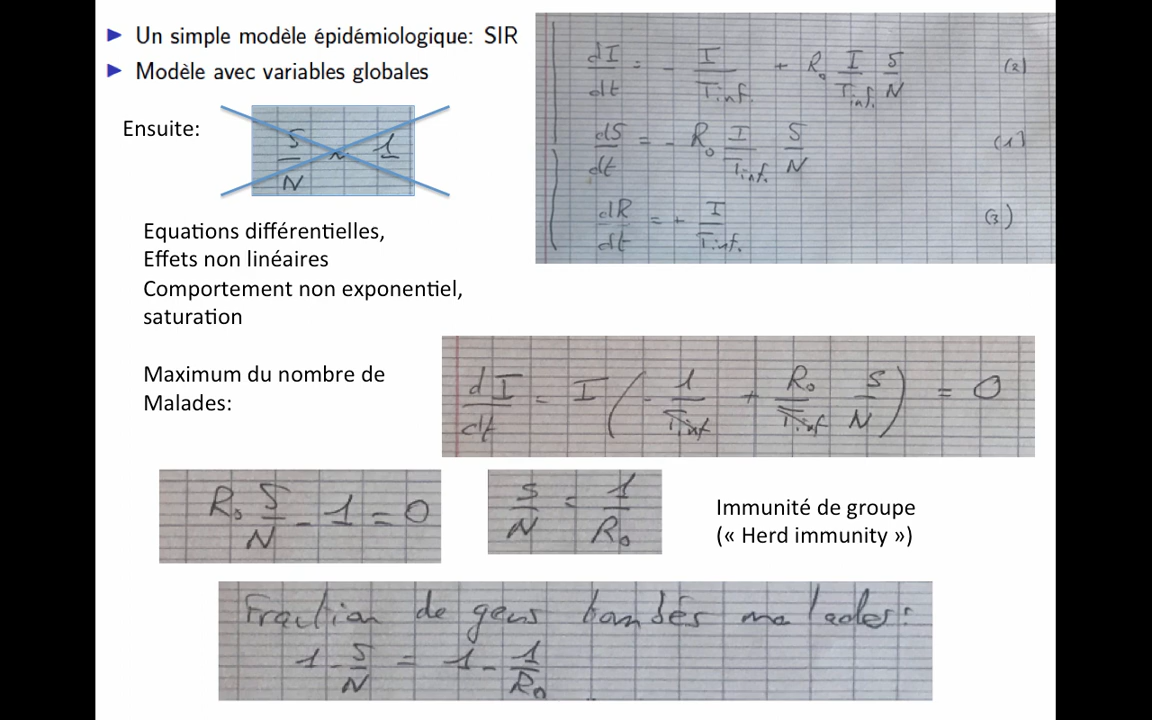 Un simple modèle épidémiologique: SIR
Modèle avec variables globales
Ensuite:
S/N ~ 1
dI/dt = - I/Tinf. + R₀ I/Tinf. S/N (2)
dS/dt = - R₀ I/Tinf. S/N (1)
dR/dt = + I/Tinf. (3)
Equations différentielles,
Effets non linéaires
Comportement non exponentiel,
saturation
Maximum du nombre de
Malades:
dI/dt = I(- 1/Tinf + R₀/Tinf S/N) = 0
R₀ S/N - 1 = 0
S/N = 1/R₀
Immunité de groupe
(« Herd immunity »)
Fraction de gens tombés malades:
1 - S/N = 1 - 1/R₀